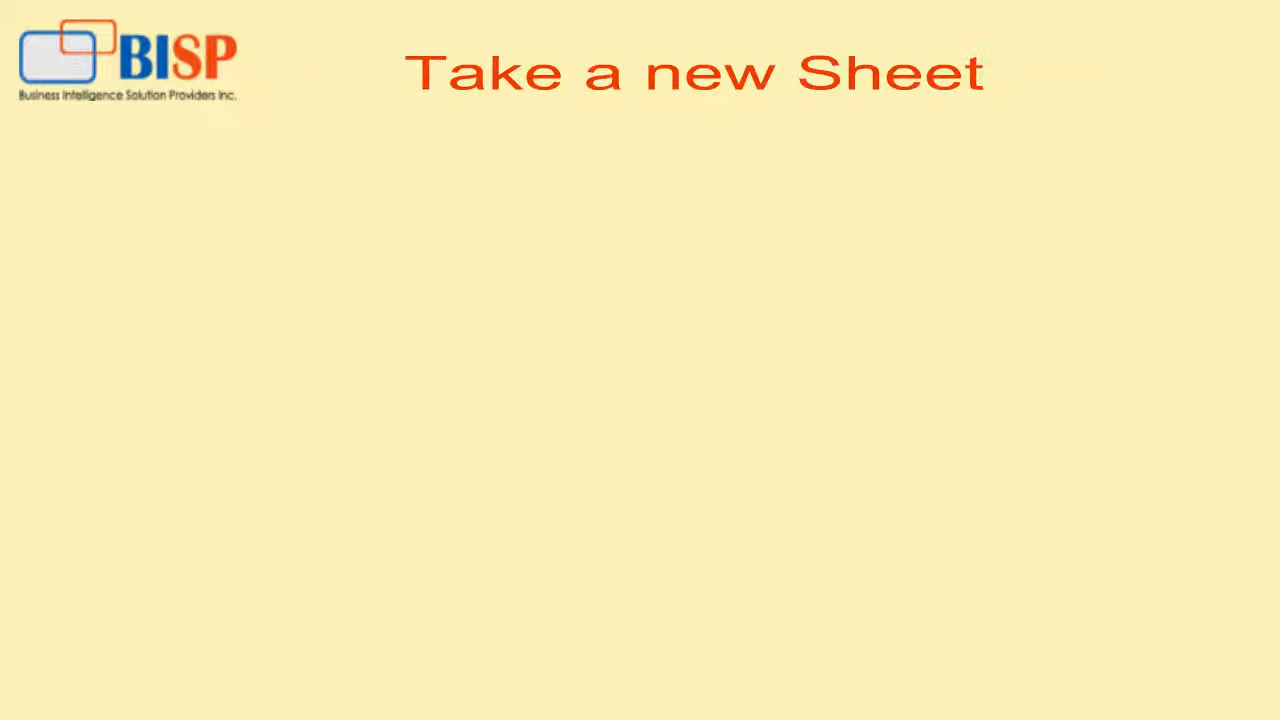 BISP
Business Intelligence Solution Providers Inc.
Take a new Sheet